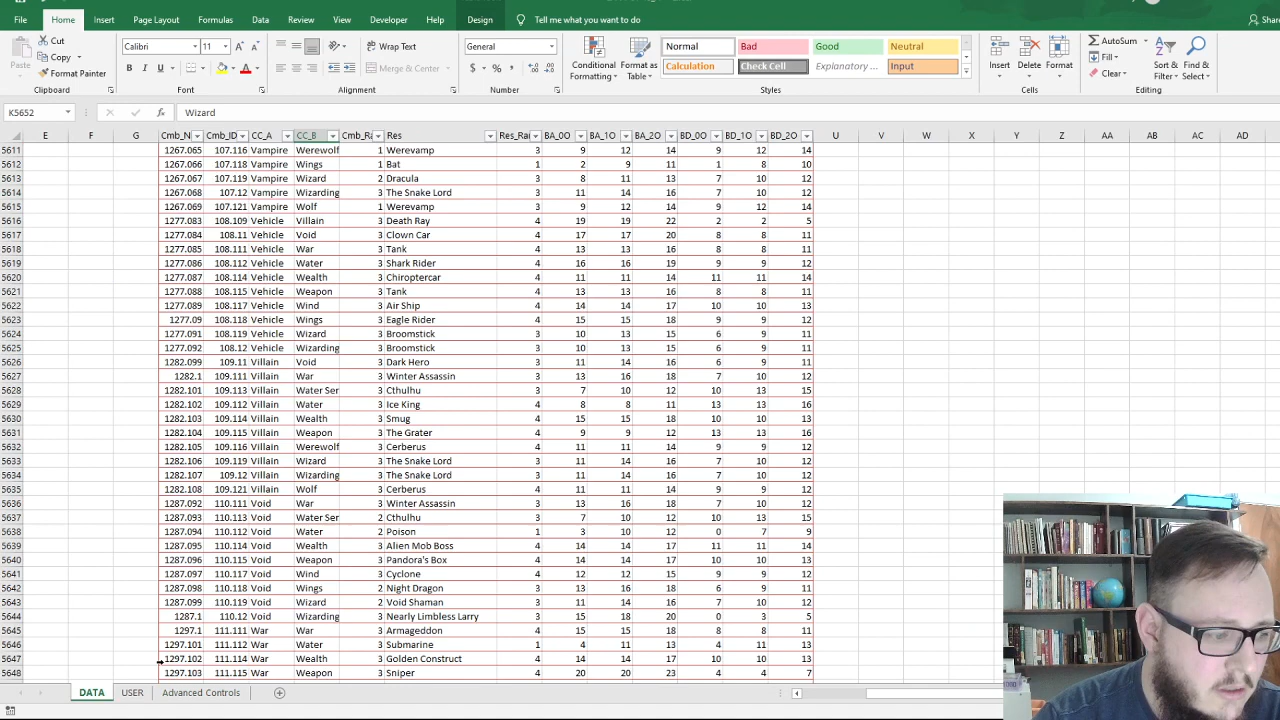 File Home Insert Page Layout Formulas Data Review View Developer Help Design Tell me what you want to do Share
Cut
Copy
Paste
Format Painter
Clipboard
Calibri 11
B I U
Font
Wrap Text
Merge & Center
Alignment
General
$ % ,
Number
Conditional Formatting
Format as Table
Normal Bad Good Neutral
Calculation Check Cell Explanatory ... Input
Styles
Insert Delete Format
Cells
AutoSum
Fill
Clear
Sort & Filter
Find & Select
Editing
K5652 fx Wizard
E F G Cmb_N Cmb_ID CC_A CC_B Cmb_Ra Res Res_Ra BA_0O BA_1O BA_2O BD_0O BD_1O BD_2O U V W X Y Z AA AB AC AD
5611 1267.065 107.116 Vampire Werewolf 1 Werevamp 3 9 12 14 9 12 14
5612 1267.066 107.118 Vampire Wings 1 Bat 1 2 9 11 1 8 10
5613 1267.067 107.119 Vampire Wizard 2 Dracula 3 8 11 13 7 10 12
5614 1267.068 107.12 Vampire Wizarding 3 The Snake Lord 3 11 14 16 7 10 12
5615 1267.069 107.121 Vampire Wolf 1 Werevamp 3 9 12 14 9 12 14
5616 1277.083 108.109 Vehicle Villain 3 Death Ray 4 19 19 22 2 2 5
5617 1277.084 108.11 Vehicle Void 3 Clown Car 4 17 17 20 8 8 11
5618 1277.085 108.111 Vehicle War 3 Tank 4 13 13 16 8 8 11
5619 1277.086 108.112 Vehicle Water 3 Shark Rider 4 16 16 19 9 9 12
5620 1277.087 108.114 Vehicle Wealth 3 Chiroptercar 4 11 11 14 11 11 14
5621 1277.088 108.115 Vehicle Weapon 3 Tank 4 13 13 16 8 8 11
5622 1277.089 108.117 Vehicle Wind 3 Air Ship 4 14 14 17 10 10 13
5623 1277.09 108.118 Vehicle Wings 3 Eagle Rider 4 15 15 18 9 9 12
5624 1277.091 108.119 Vehicle Wizard 3 Broomstick 3 10 13 15 6 9 11
5625 1277.092 108.12 Vehicle Wizarding 3 Broomstick 3 10 13 15 6 9 11
5626 1282.099 109.11 Villain Void 3 Dark Hero 3 11 14 16 6 9 11
5627 1282.1 109.111 Villain War 3 Winter Assassin 3 13 16 18 7 10 12
5628 1282.101 109.113 Villain Water Ser 3 Cthulhu 3 7 10 12 10 13 15
5629 1282.102 109.112 Villain Water 3 Ice King 4 8 8 11 13 13 16
5630 1282.103 109.114 Villain Wealth 3 Smug 4 15 15 18 10 10 13
5631 1282.104 109.115 Villain Weapon 3 The Grater 4 9 9 12 13 13 16
5632 1282.105 109.116 Villain Werewolf 3 Cerberus 4 11 11 14 9 9 12
5633 1282.106 109.119 Villain Wizard 3 The Snake Lord 3 11 14 16 7 10 12
5634 1282.107 109.12 Villain Wizarding 3 The Snake Lord 3 11 14 16 7 10 12
5635 1282.108 109.121 Villain Wolf 3 Cerberus 4 11 11 14 9 9 12
5636 1287.092 110.111 Void War 3 Winter Assassin 3 13 16 18 7 10 12
5637 1287.093 110.113 Void Water Ser 2 Cthulhu 3 7 10 12 10 13 15
5638 1287.094 110.112 Void Water 2 Poison 1 3 10 12 0 7 9
5639 1287.095 110.114 Void Wealth 3 Alien Mob Boss 4 14 14 17 11 11 14
5640 1287.096 110.115 Void Weapon 3 Pandora's Box 4 14 14 17 10 10 13
5641 1287.097 110.117 Void Wind 3 Cyclone 4 12 12 15 9 9 12
5642 1287.098 110.118 Void Wings 2 Night Dragon 3 13 16 18 6 9 11
5643 1287.099 110.119 Void Wizard 2 Void Shaman 3 11 14 16 7 10 12
5644 1287.1 110.12 Void Wizarding 3 Nearly Limbless Larry 3 15 18 20 0 3 5
5645 1297.1 111.111 War War 3 Armageddon 4 15 15 18 8 8 11
5646 1297.101 111.112 War Water 3 Submarine 1 4 11 13 4 11 13
5647 1297.102 111.114 War Wealth 3 Golden Construct 4 14 14 17 10 10 13
5648 1297.103 111.115 War Weapon 3 Sniper 4 20 20 23 4 4 7
DATA USER Advanced Controls